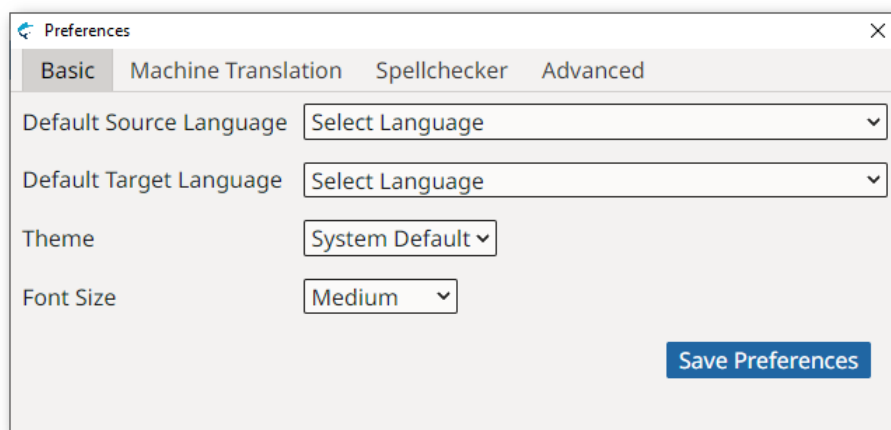 Preferences
Basic Machine Translation Spellchecker Advanced
Default Source Language Select Language
Default Target Language Select Language
Theme System Default
Font Size Medium
Save Preferences